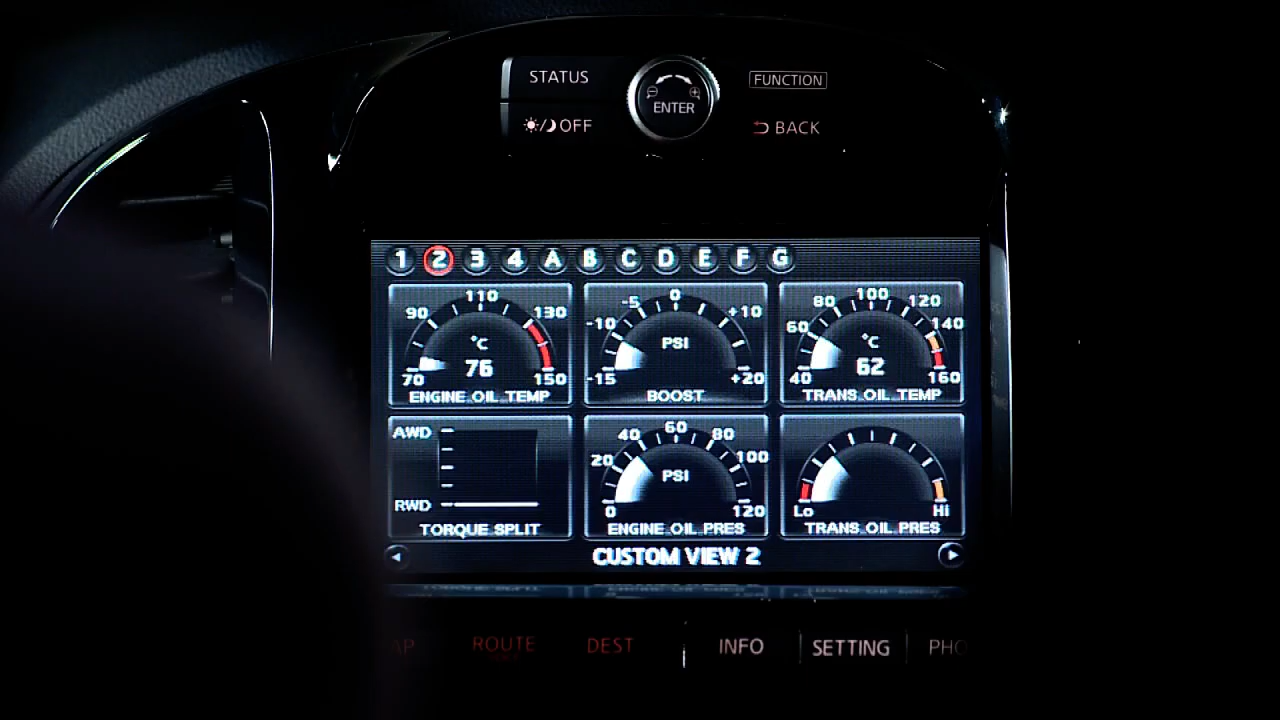 STATUS
FUNCTION
ENTER
OFF
BACK
1 2 3 4 A B C D E F G
110
90 130
°C
76
70 150
ENGINE OIL TEMP
0
-5
-10 +10
PSI
-15 +20
BOOST
100
80 120
60 140
°C
62
40 160
TRANS OIL TEMP
AWD
RWD
TORQUE SPLIT
60
40 80
20 100
PSI
0 120
ENGINE OIL PRES
Lo Hi
TRANS OIL PRES
CUSTOM VIEW 2
ROUTE DEST INFO SETTING